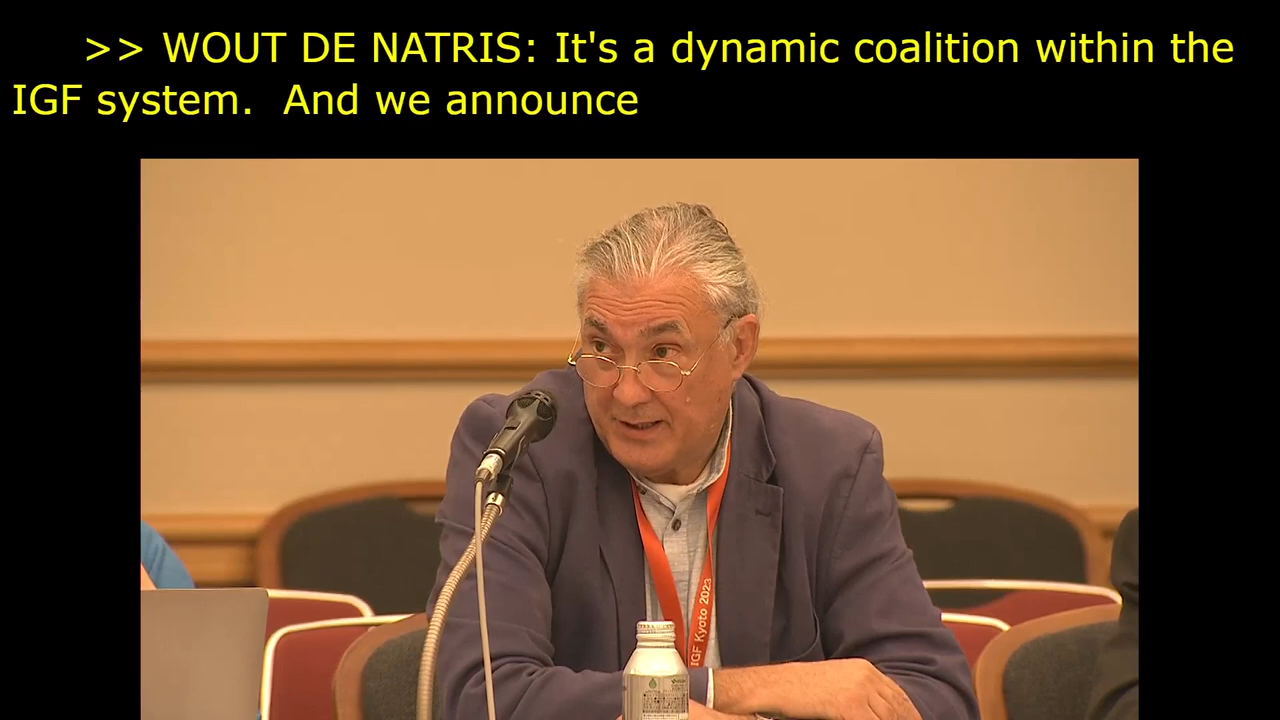 >> WOUT DE NATRIS: It's a dynamic coalition within the
IGF system.  And we announce
IGF Kyoto 2023